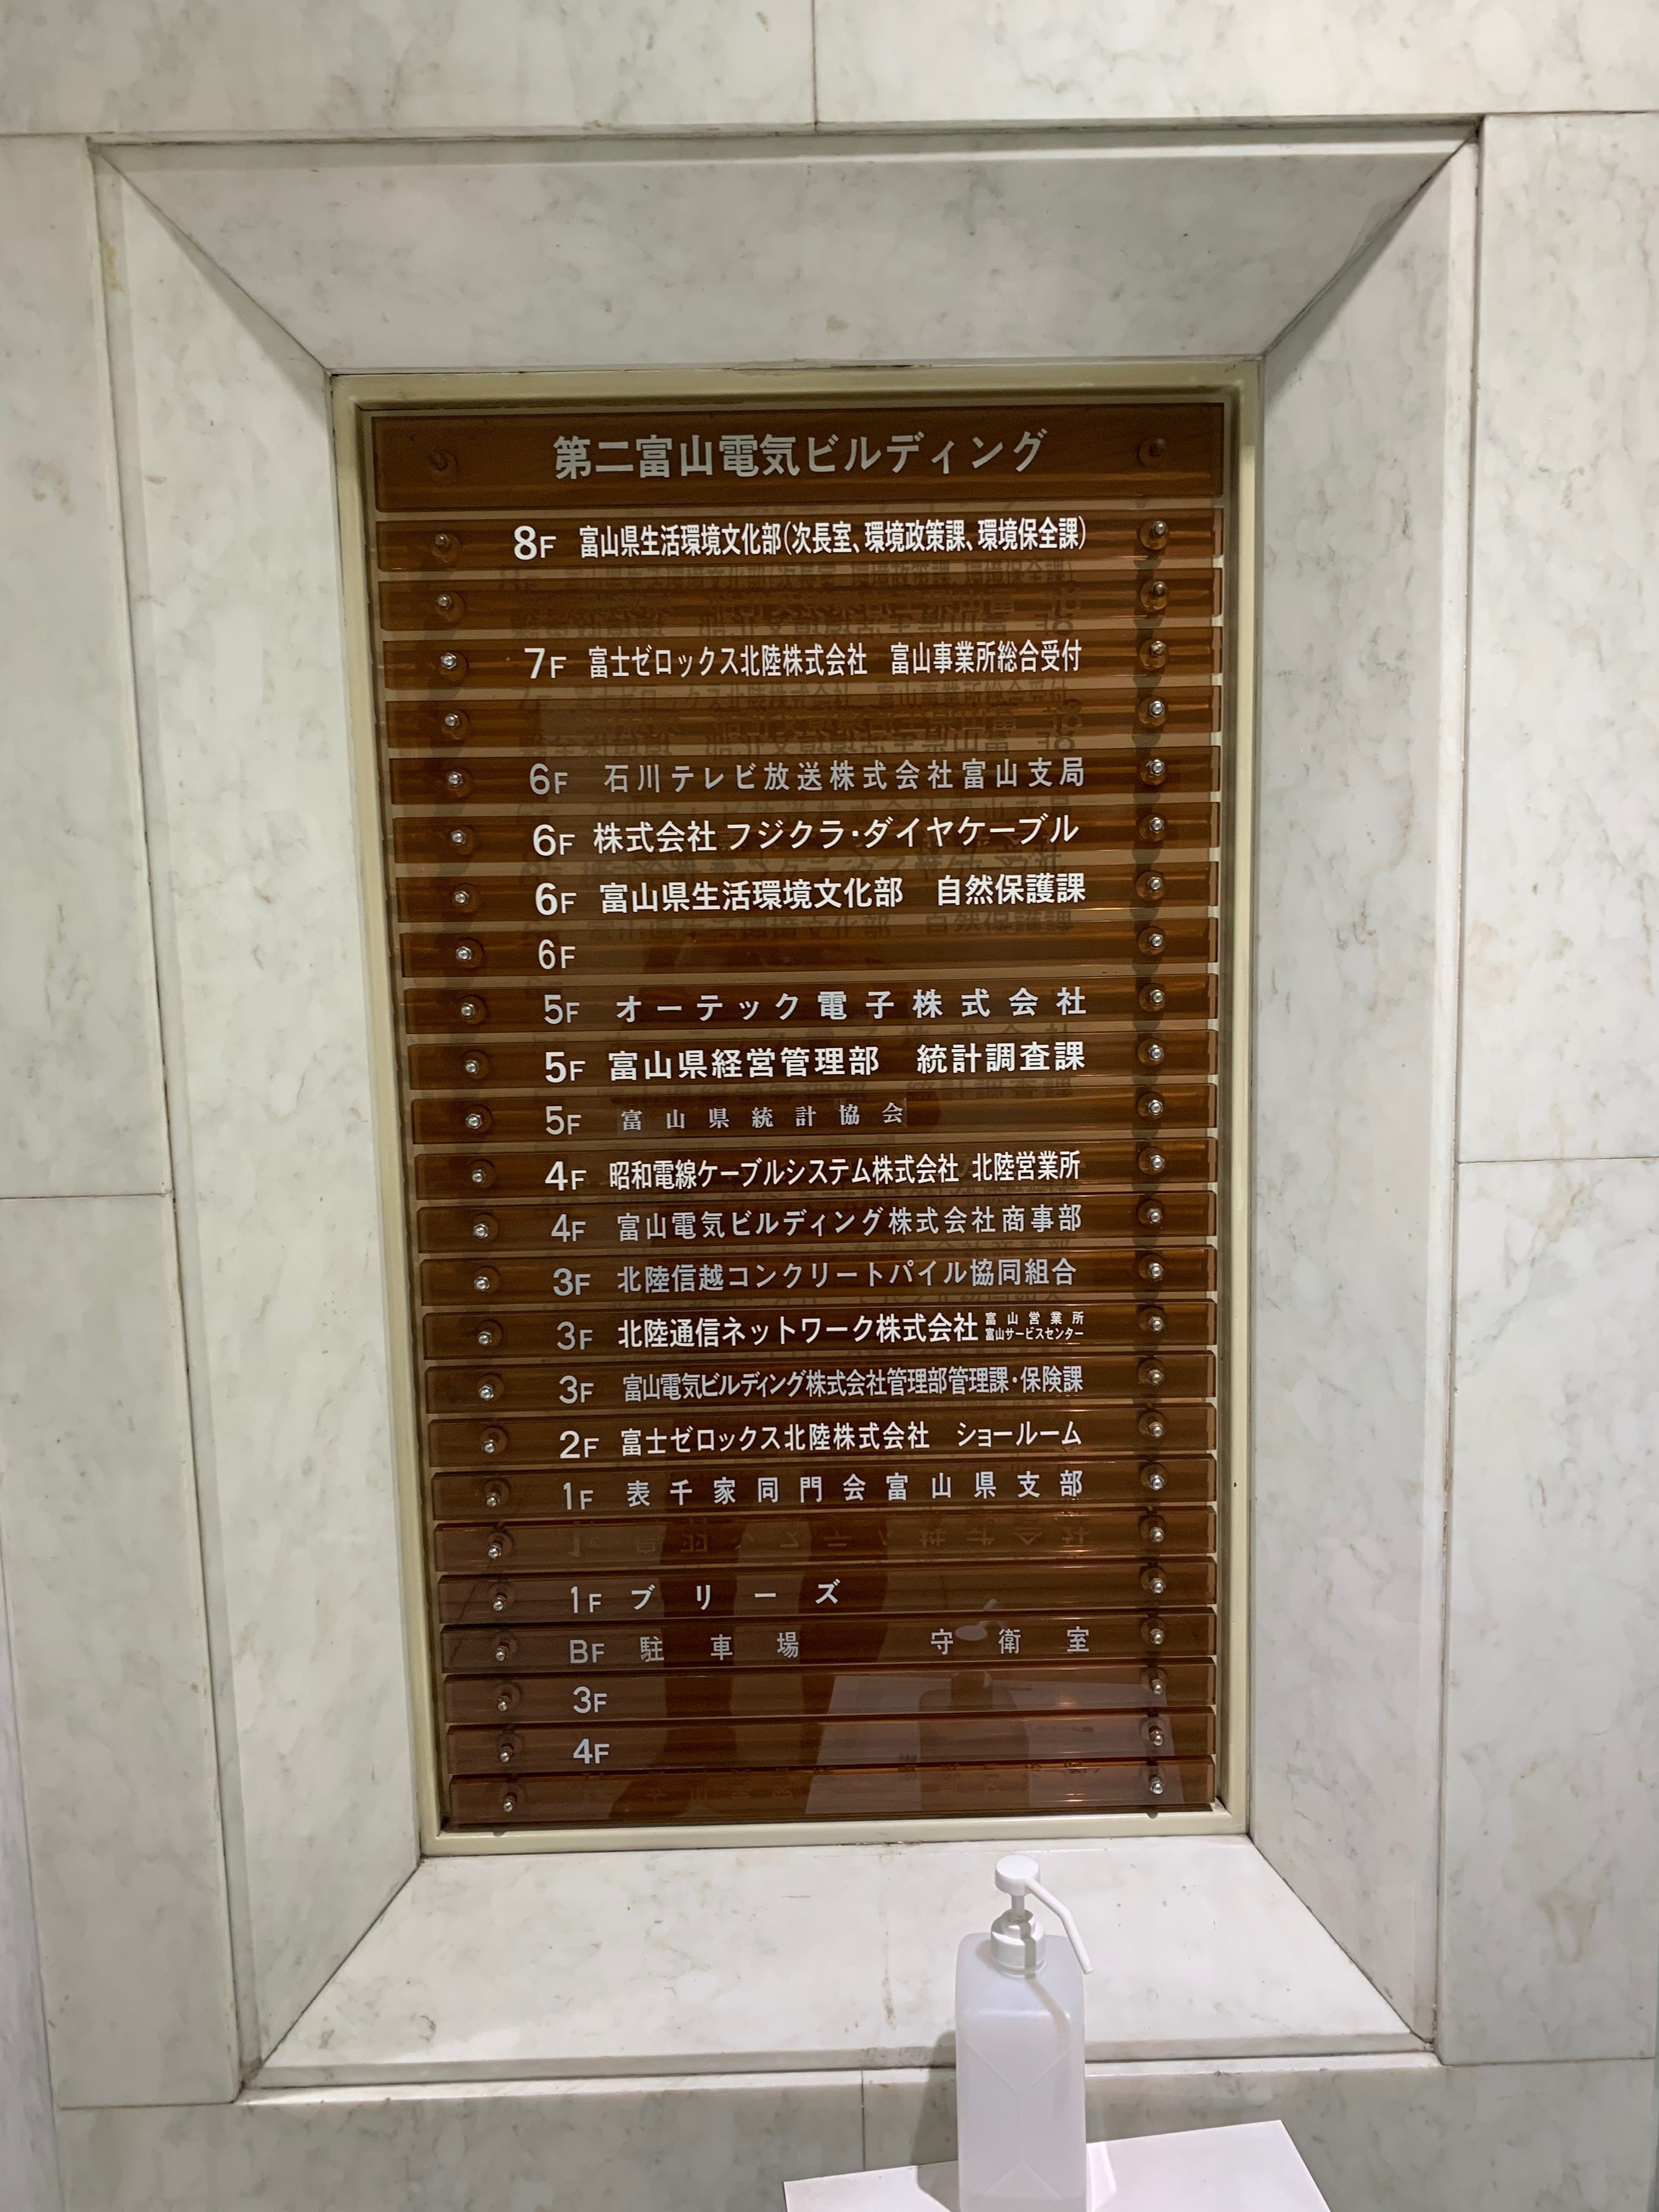 第二富山電気ビルディング
8F 富山県生活環境文化部(次長室、環境政策課、環境保全課)
7F 富士ゼロックス北陸株式会社 富山事業所総合受付
6F 石川テレビ放送株式会社富山支局
6F 株式会社フジクラ・ダイヤケーブル
6F 富山県生活環境文化部 自然保護課
6F
5F オーテック電子株式会社
5F 富山県経営管理部 統計調査課
5F 富山県統計協会
4F 昭和電線ケーブルシステム株式会社 北陸営業所
4F 富山電気ビルディング株式会社商事部
3F 北陸信越コンクリートパイル協同組合
3F 北陸通信ネットワーク株式会社 富山営業所 富山サービスセンター
3F 富山電気ビルディング株式会社管理部管理課・保険課
2F 富士ゼロックス北陸株式会社 ショールーム
1F 表千家同門会富山県支部
1F ブリーズ
BF 駐車場 守衛室
3F
4F